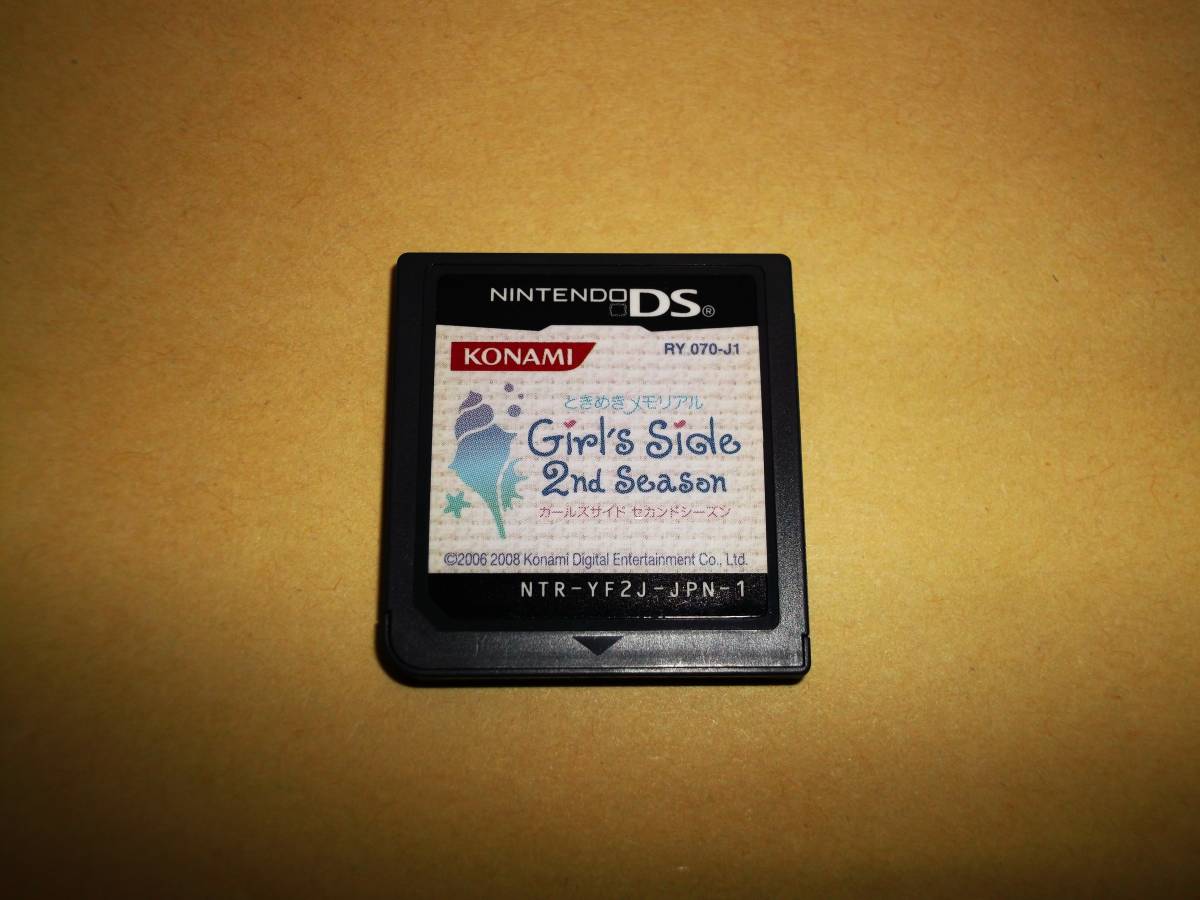 NINTENDO DS®
KONAMI
RY 070-J1
ときめきメモリアル
Girl's Side
2nd Season
ガールズサイド セカンドシーズン
©2006 2008 Konami Digital Entertainment Co., Ltd.
NTR-YF2J-JPN-1